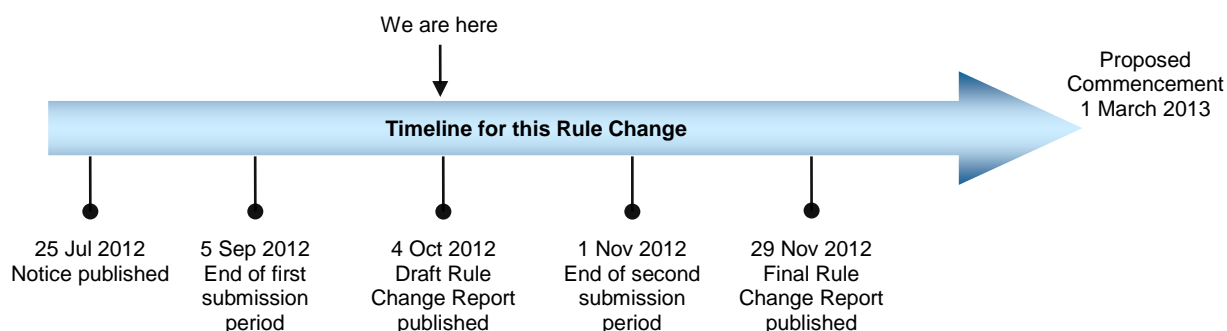 We are here
Proposed
Commencement
1 March 2013
Timeline for this Rule Change
25 Jul 2012
Notice published
5 Sep 2012
End of first
submission
period
4 Oct 2012
Draft Rule
Change Report
published
1 Nov 2012
End of second
submission
period
29 Nov 2012
Final Rule
Change Report
published